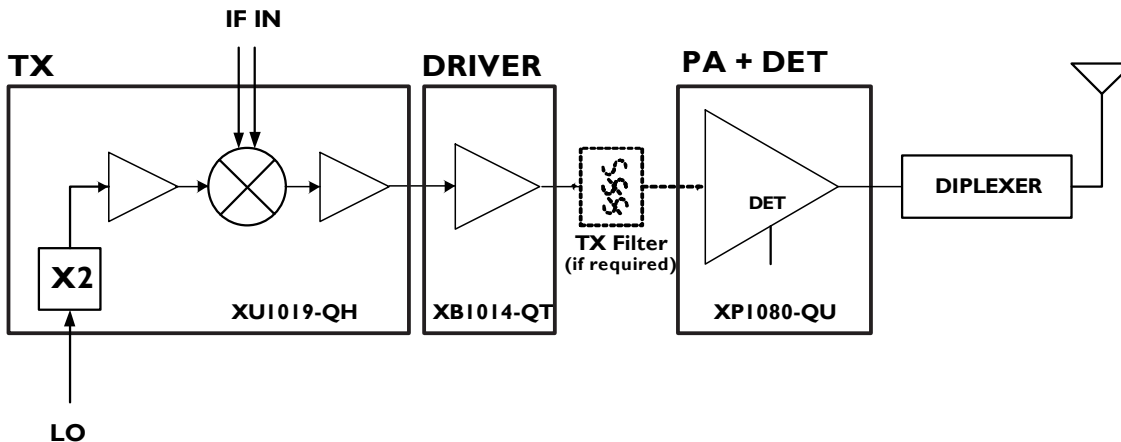 IF IN
TX
DRIVER
PA + DET
X2
DET
DIPLEXER
TX Filter
(if required)
XU1019-QH
XB1014-QT
XP1080-QU
LO